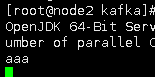 [root@node2 kafka]#
OpenJDK 64-Bit Serv
umber of parallel
aaa